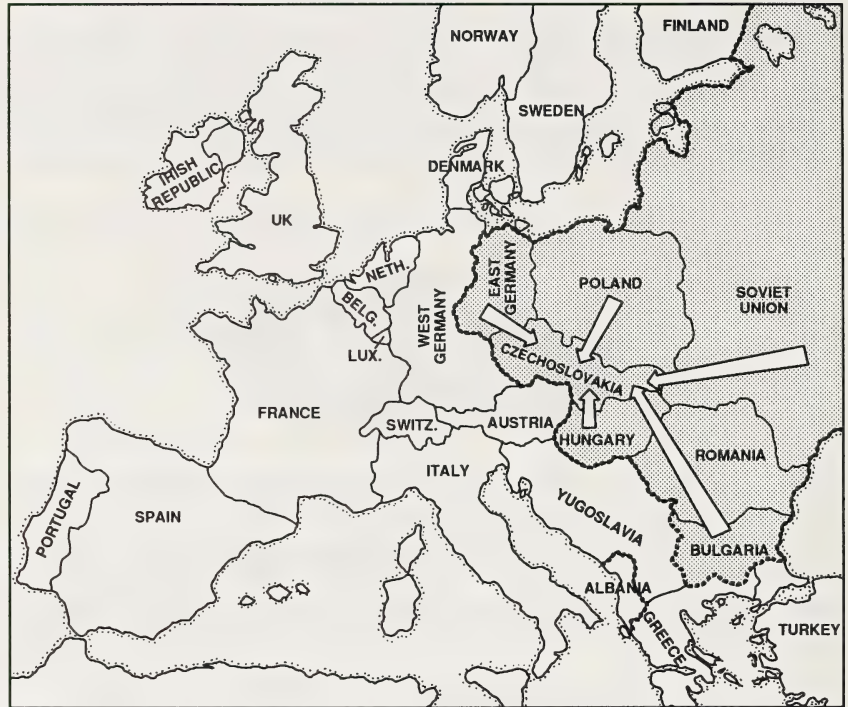 NORWAY
FINLAND
SWEDEN
DENMARK
IRISH
REPUBLIC
UK
NETH.
BELG.
LUX.
WEST
GERMANY
EAST
GERMANY
POLAND
SOVIET
UNION
CZECHOSLOVAKIA
FRANCE
SWITZ.
AUSTRIA
HUNGARY
ROMANIA
ITALY
PORTUGAL
SPAIN
YUGOSLAVIA
BULGARIA
ALBANIA
GREECE
TURKEY